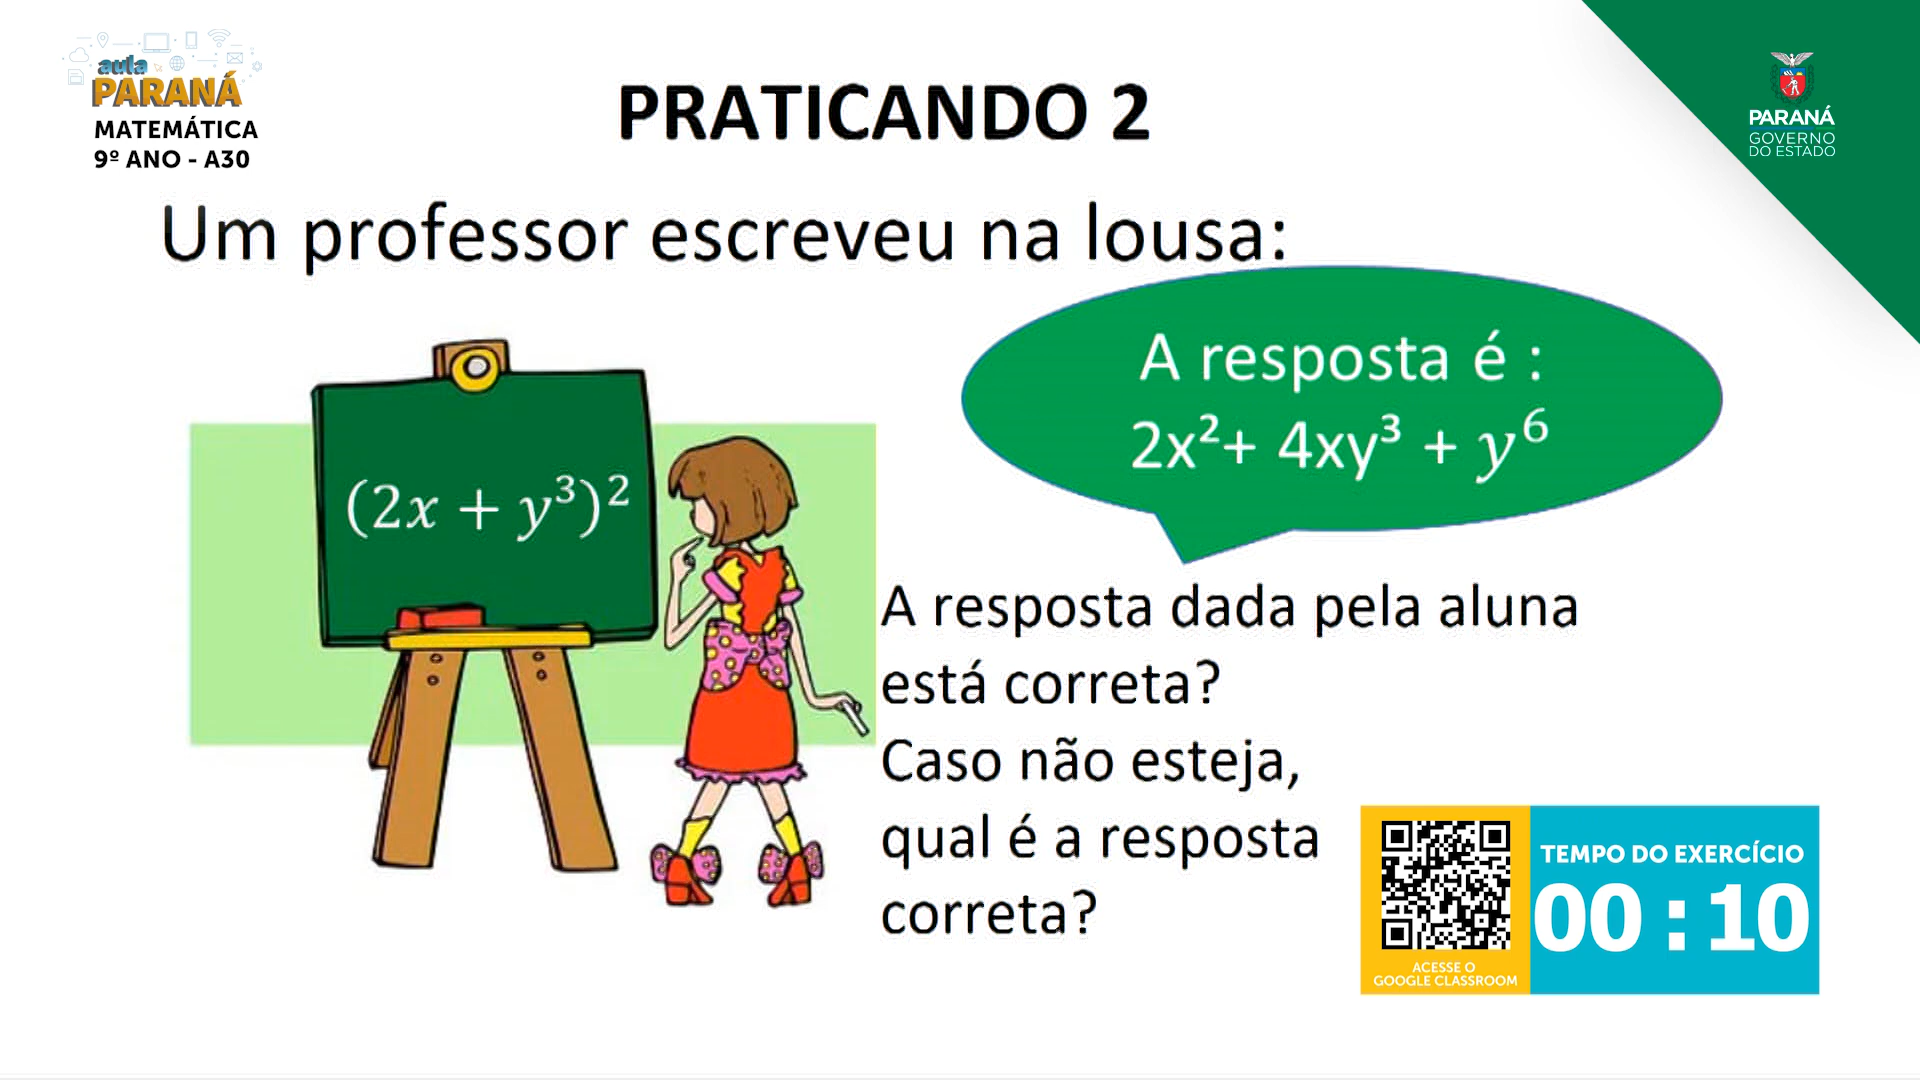 aula
PARANÁ
MATEMÁTICA
9º ANO - A30
PRATICANDO 2
PARANÁ
GOVERNO
DO ESTADO
Um professor escreveu na lousa:
A resposta é :
2x²+ 4xy³ + y⁶
(2x + y³)²
A resposta dada pela aluna
está correta?
Caso não esteja,
qual é a resposta
correta?
TEMPO DO EXERCÍCIO
00 : 10
ACESSE O
GOOGLE CLASSROOM